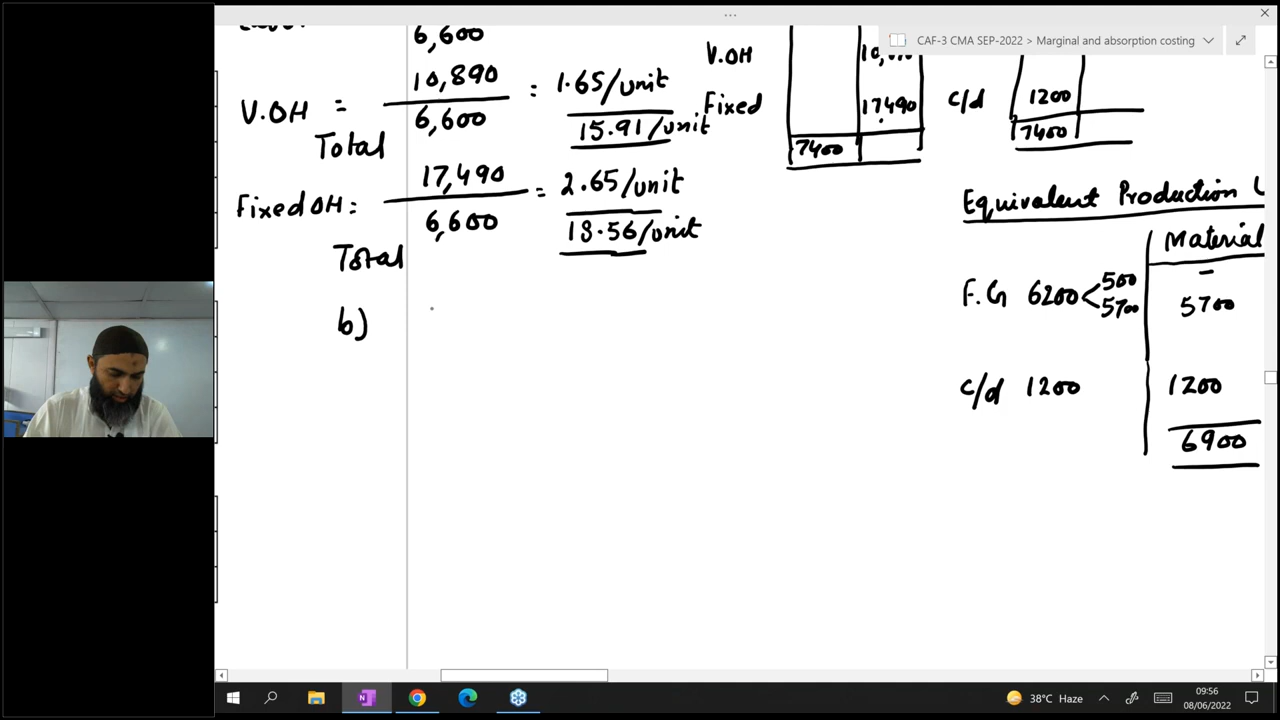 CAF-3 CMA SEP-2022 > Marginal and absorption costing
6,600
V.OH = 10,890 / 6,600 = 1.65/unit
Total 15.91/unit
Fixed OH = 17,490 / 6,600 = 2.65/unit
Total 18.56/unit
b)
V.OH
Fixed 17,490
7400
c/d 1200
7400
Equivalent Production
Material
-
F.G 6200 < 500
5700 5700
c/d 1200 1200
6900
38°C Haze
09:56
08/06/2022